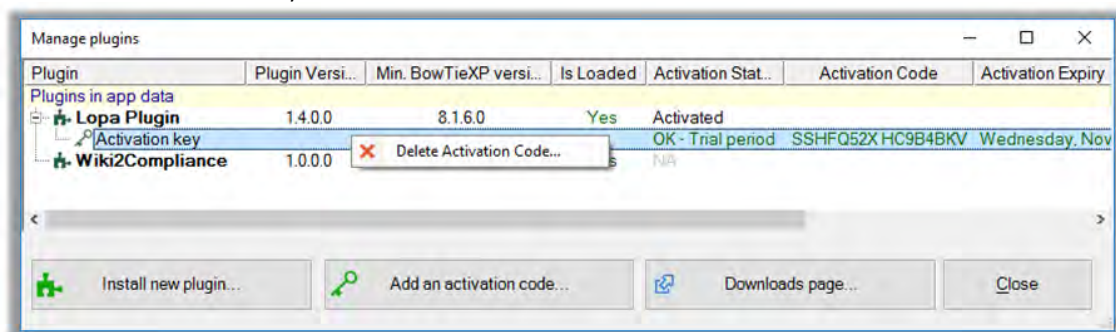 Manage plugins
Plugin Plugin Versi... Min. BowTieXP versi... Is Loaded Activation Stat... Activation Code Activation Expiry
Plugins in app data
Lopa Plugin 1.4.0.0 8.1.6.0 Yes Activated
Activation key OK - Trial period SSHFQ52X HC9B4BKV Wednesday, Nov
Delete Activation Code...
Wiki2Compliance 1.0.0.0 NA
Install new plugin... Add an activation code... Downloads page... Close